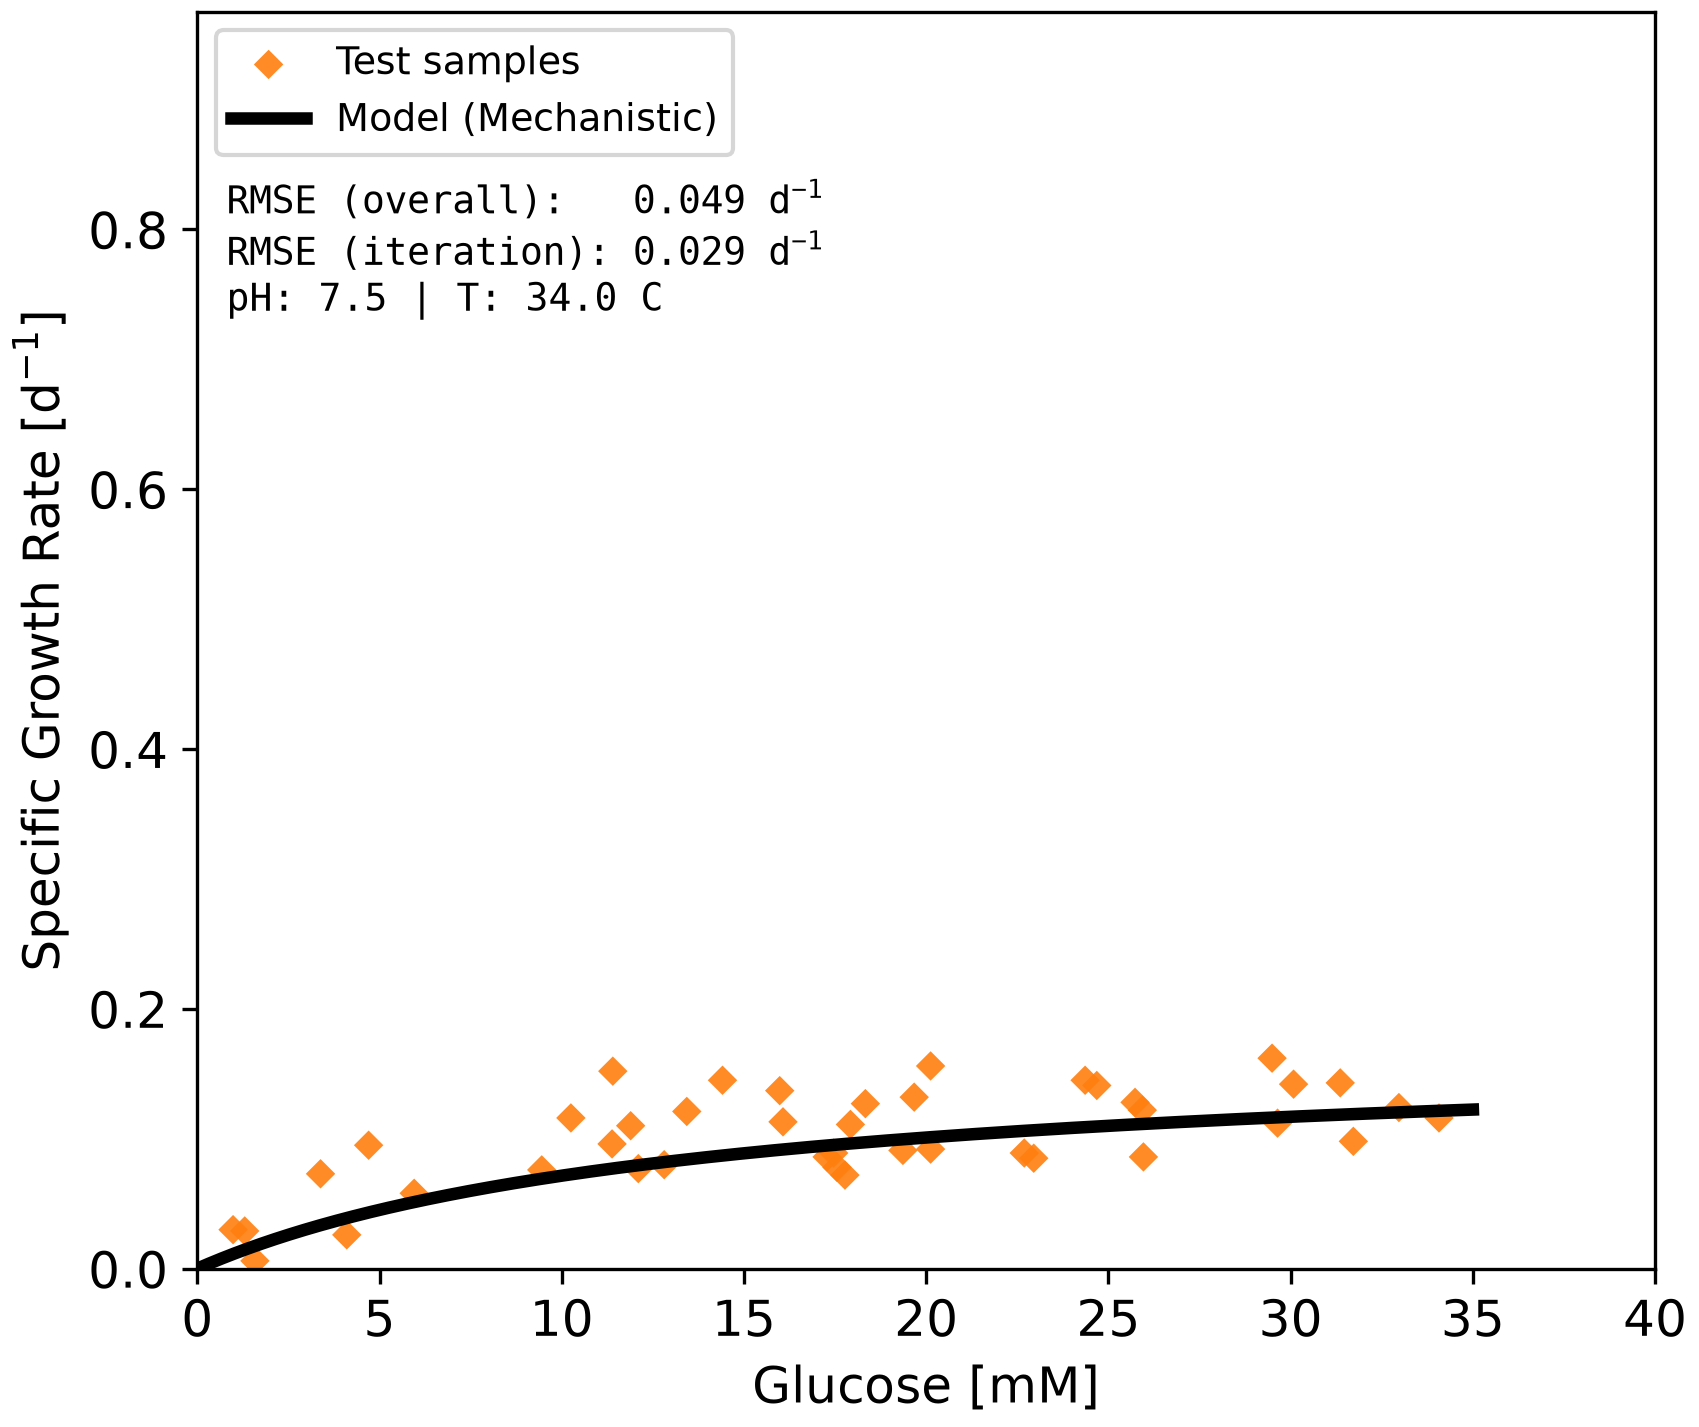 Test samples
Model (Mechanistic)
RMSE (overall):   0.049 d⁻¹
RMSE (iteration): 0.029 d⁻¹
pH: 7.5 | T: 34.0 C
Specific Growth Rate [d⁻¹]
0.8
0.6
0.4
0.2
0.0
0 5 10 15 20 25 30 35 40
Glucose [mM]